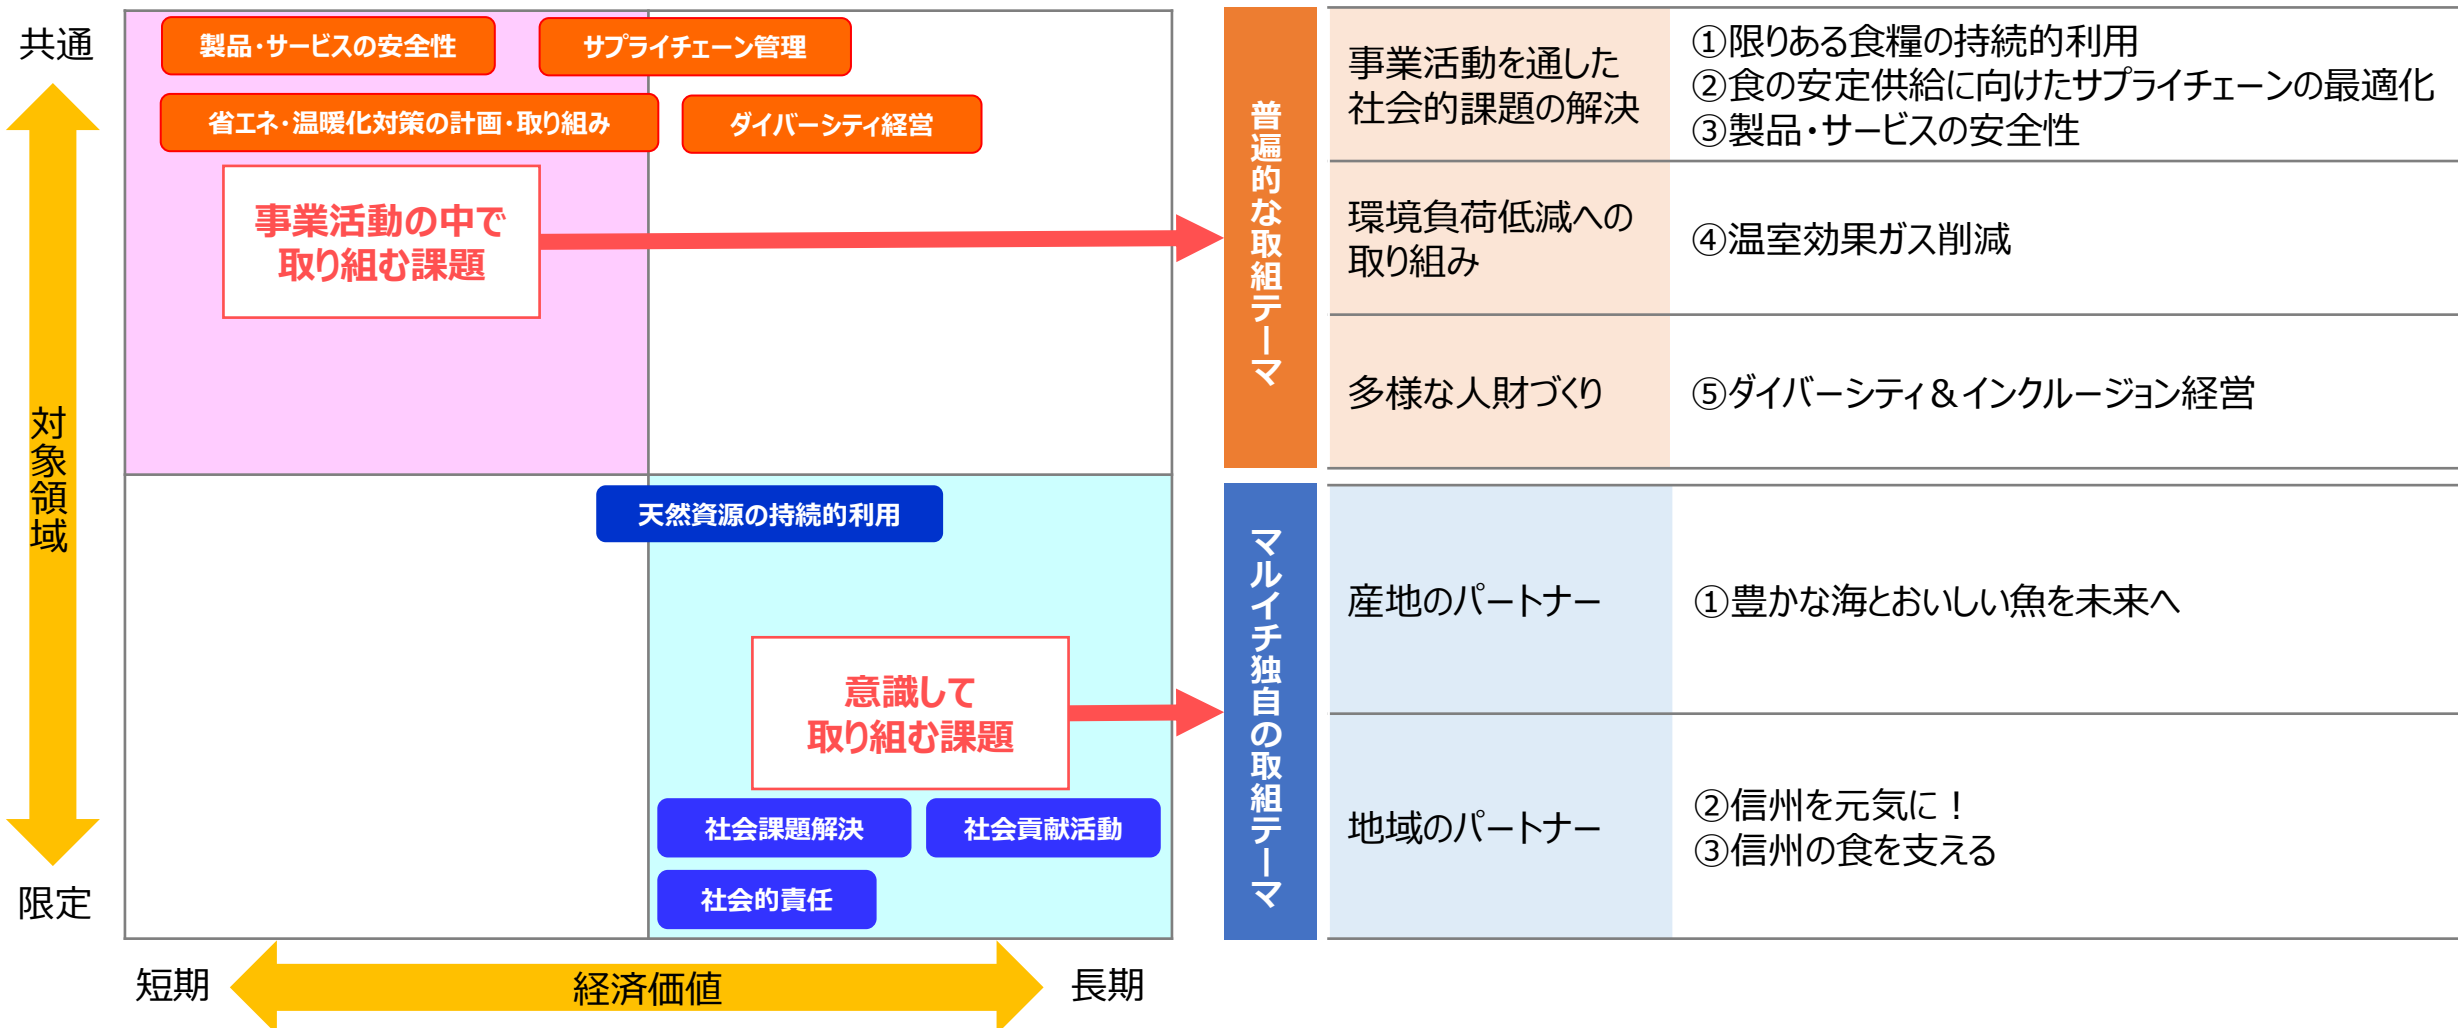 共通
対象領域
限定
製品・サービスの安全性
サプライチェーン管理
省エネ・温暖化対策の計画・取り組み
ダイバーシティ経営
事業活動の中で
取り組む課題
天然資源の持続的利用
意識して
取り組む課題
社会課題解決
社会貢献活動
社会的責任
短期
経済価値
長期
普遍的な取組テーマ
事業活動を通した
社会的課題の解決
①限りある食糧の持続的利用
②食の安定供給に向けたサプライチェーンの最適化
③製品・サービスの安全性
環境負荷低減への
取り組み
④温室効果ガス削減
多様な人財づくり
⑤ダイバーシティ＆インクルージョン経営
マルイチ独自の取組テーマ
産地のパートナー
①豊かな海とおいしい魚を未来へ
地域のパートナー
②信州を元気に！
③信州の食を支える